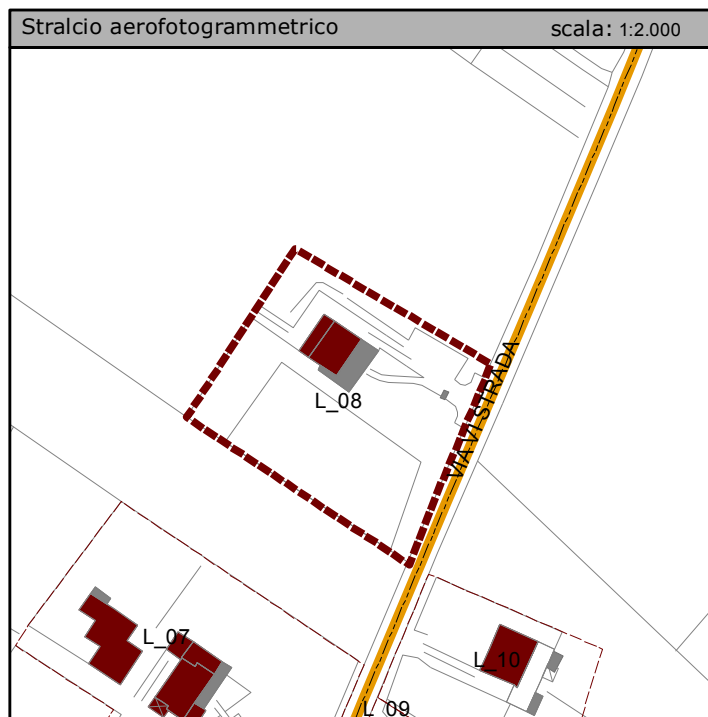 Stralcio aerofotogrammetrico scala: 1:2.000
VIA VI STRADA
L_08
L_07
L_10
L_09